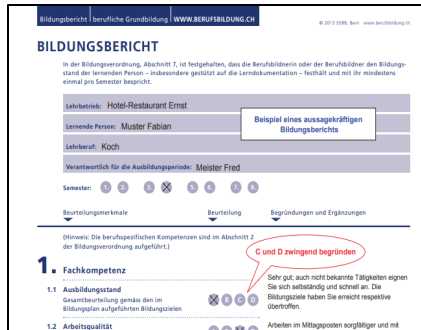 Bildungsbericht berufliche Grundbildung WWW.BERUFSBILDUNG.CH
© 2013 SDBB, Bern www.berufsbildung.ch
BILDUNGSBERICHT
In der Bildungsverordnung, Abschnitt 7, ist festgehalten, dass die Berufsbildnerin oder der Berufsbildner den Bildungs-
stand der lernenden Person – insbesondere gestützt auf die Lerndokumentation – festhält und mit ihr mindestens
einmal pro Semester bespricht.
Lehrbetrieb: Hotel-Restaurant Ernst
Lernende Person: Muster Fabian
Beispiel eines aussagekräftigen
Bildungsberichts
Lehrberuf: Koch
Verantwortlich für die Ausbildungsperiode: Meister Fred
Semester: 1. 2. 3. X 5. 6. 7. 8.
Beurteilungsmerkmale Beurteilung Begründungen und Ergänzungen
(Hinweis: Die berufsspezifischen Kompetenzen sind im Abschnitt 2
der Bildungsverordnung aufgeführt.)
C und D zwingend begründen
1. Fachkompetenz
1.1 Ausbildungsstand
Gesamtbeurteilung gemäss den im
Bildungsplan aufgeführten Bildungszielen
X B C D
Sehr gut; auch nicht bekannte Tätigkeiten eignen
Sie sich selbständig und schnell an. Die
Bildungsziele haben Sie erreicht respektive
übertroffen.
1.2 Arbeitsqualität
Arbeiten im Mittagsposten sorgfältiger und mit